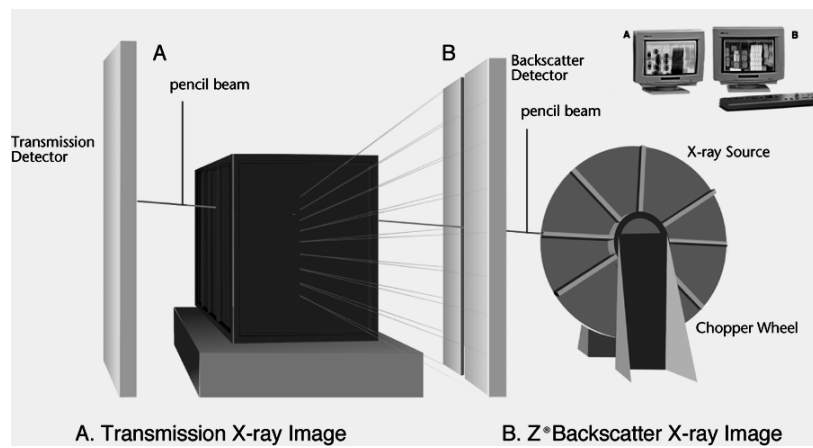 A
B
Backscatter
Detector
A
B
pencil beam
pencil beam
Transmission
Detector
X-ray Source
Chopper Wheel
A. Transmission X-ray Image
B. Z®Backscatter X-ray Image